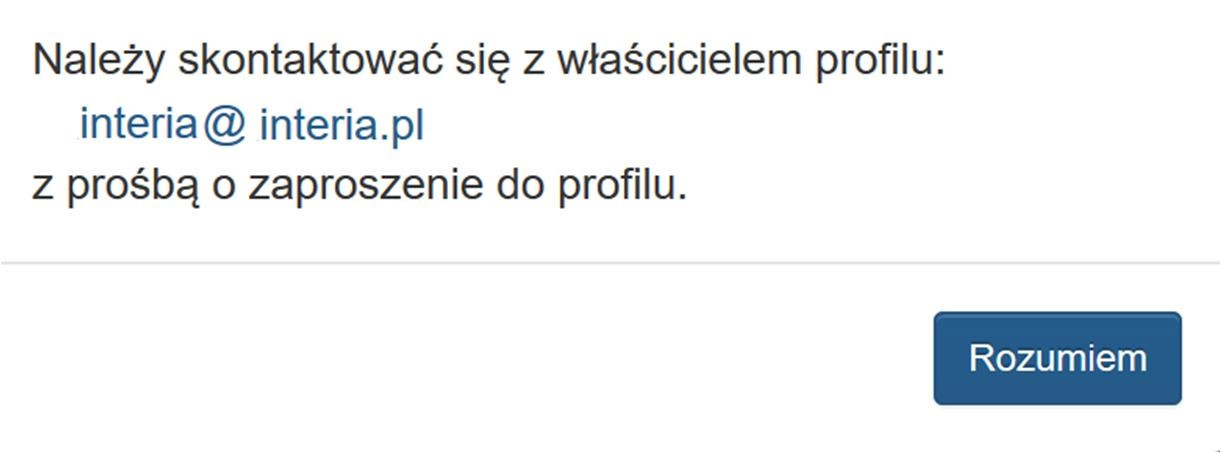 Należy skontaktować się z właścicielem profilu:
interia@ interia.pl
z prośbą o zaproszenie do profilu.
Rozumiem